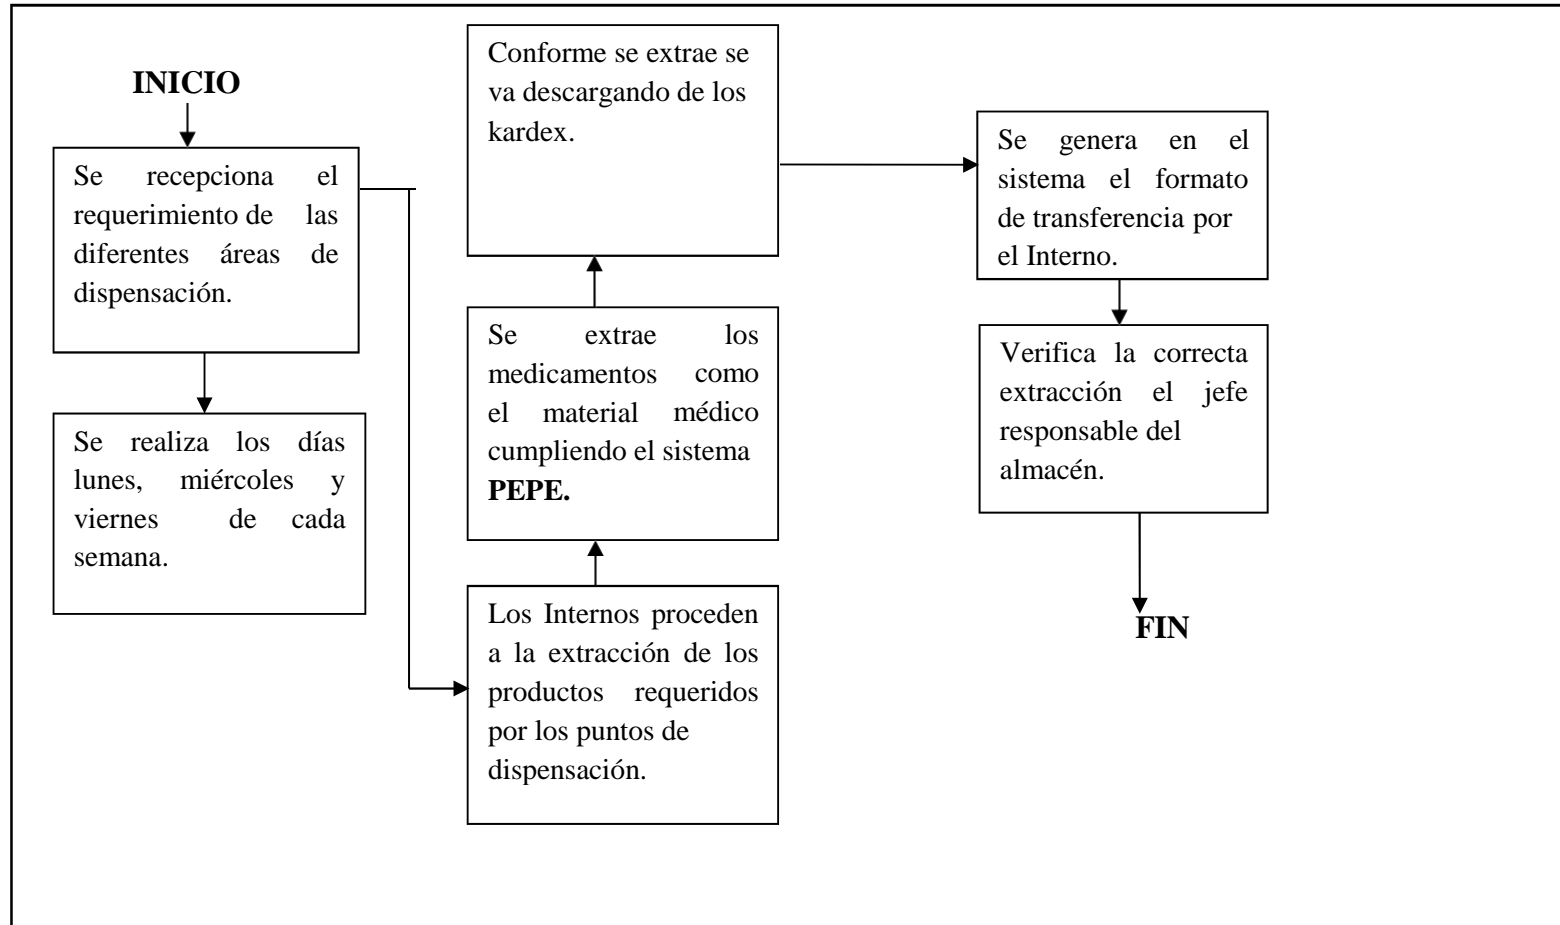 INICIO
Se recepciona el
requerimiento de las
diferentes áreas de
dispensación.
Se realiza los días
lunes, miércoles y
viernes de cada
semana.
Los Internos proceden
a la extracción de los
productos requeridos
por los puntos de
dispensación.
Se extrae los
medicamentos como
el material médico
cumpliendo el sistema
PEPE.
Conforme se extrae se
va descargando de los
kardex.
Se genera en el
sistema el formato
de transferencia por
el Interno.
Verifica la correcta
extracción el jefe
responsable del
almacén.
FIN